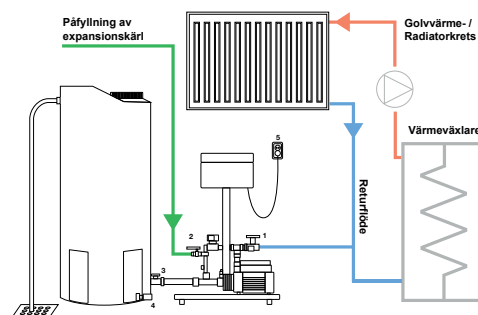 Påfyllning av
expansionskärl
Golvvärme- /
Radiatorkrets
Värmeväxlare
Returflöde
5
2
1
3
4